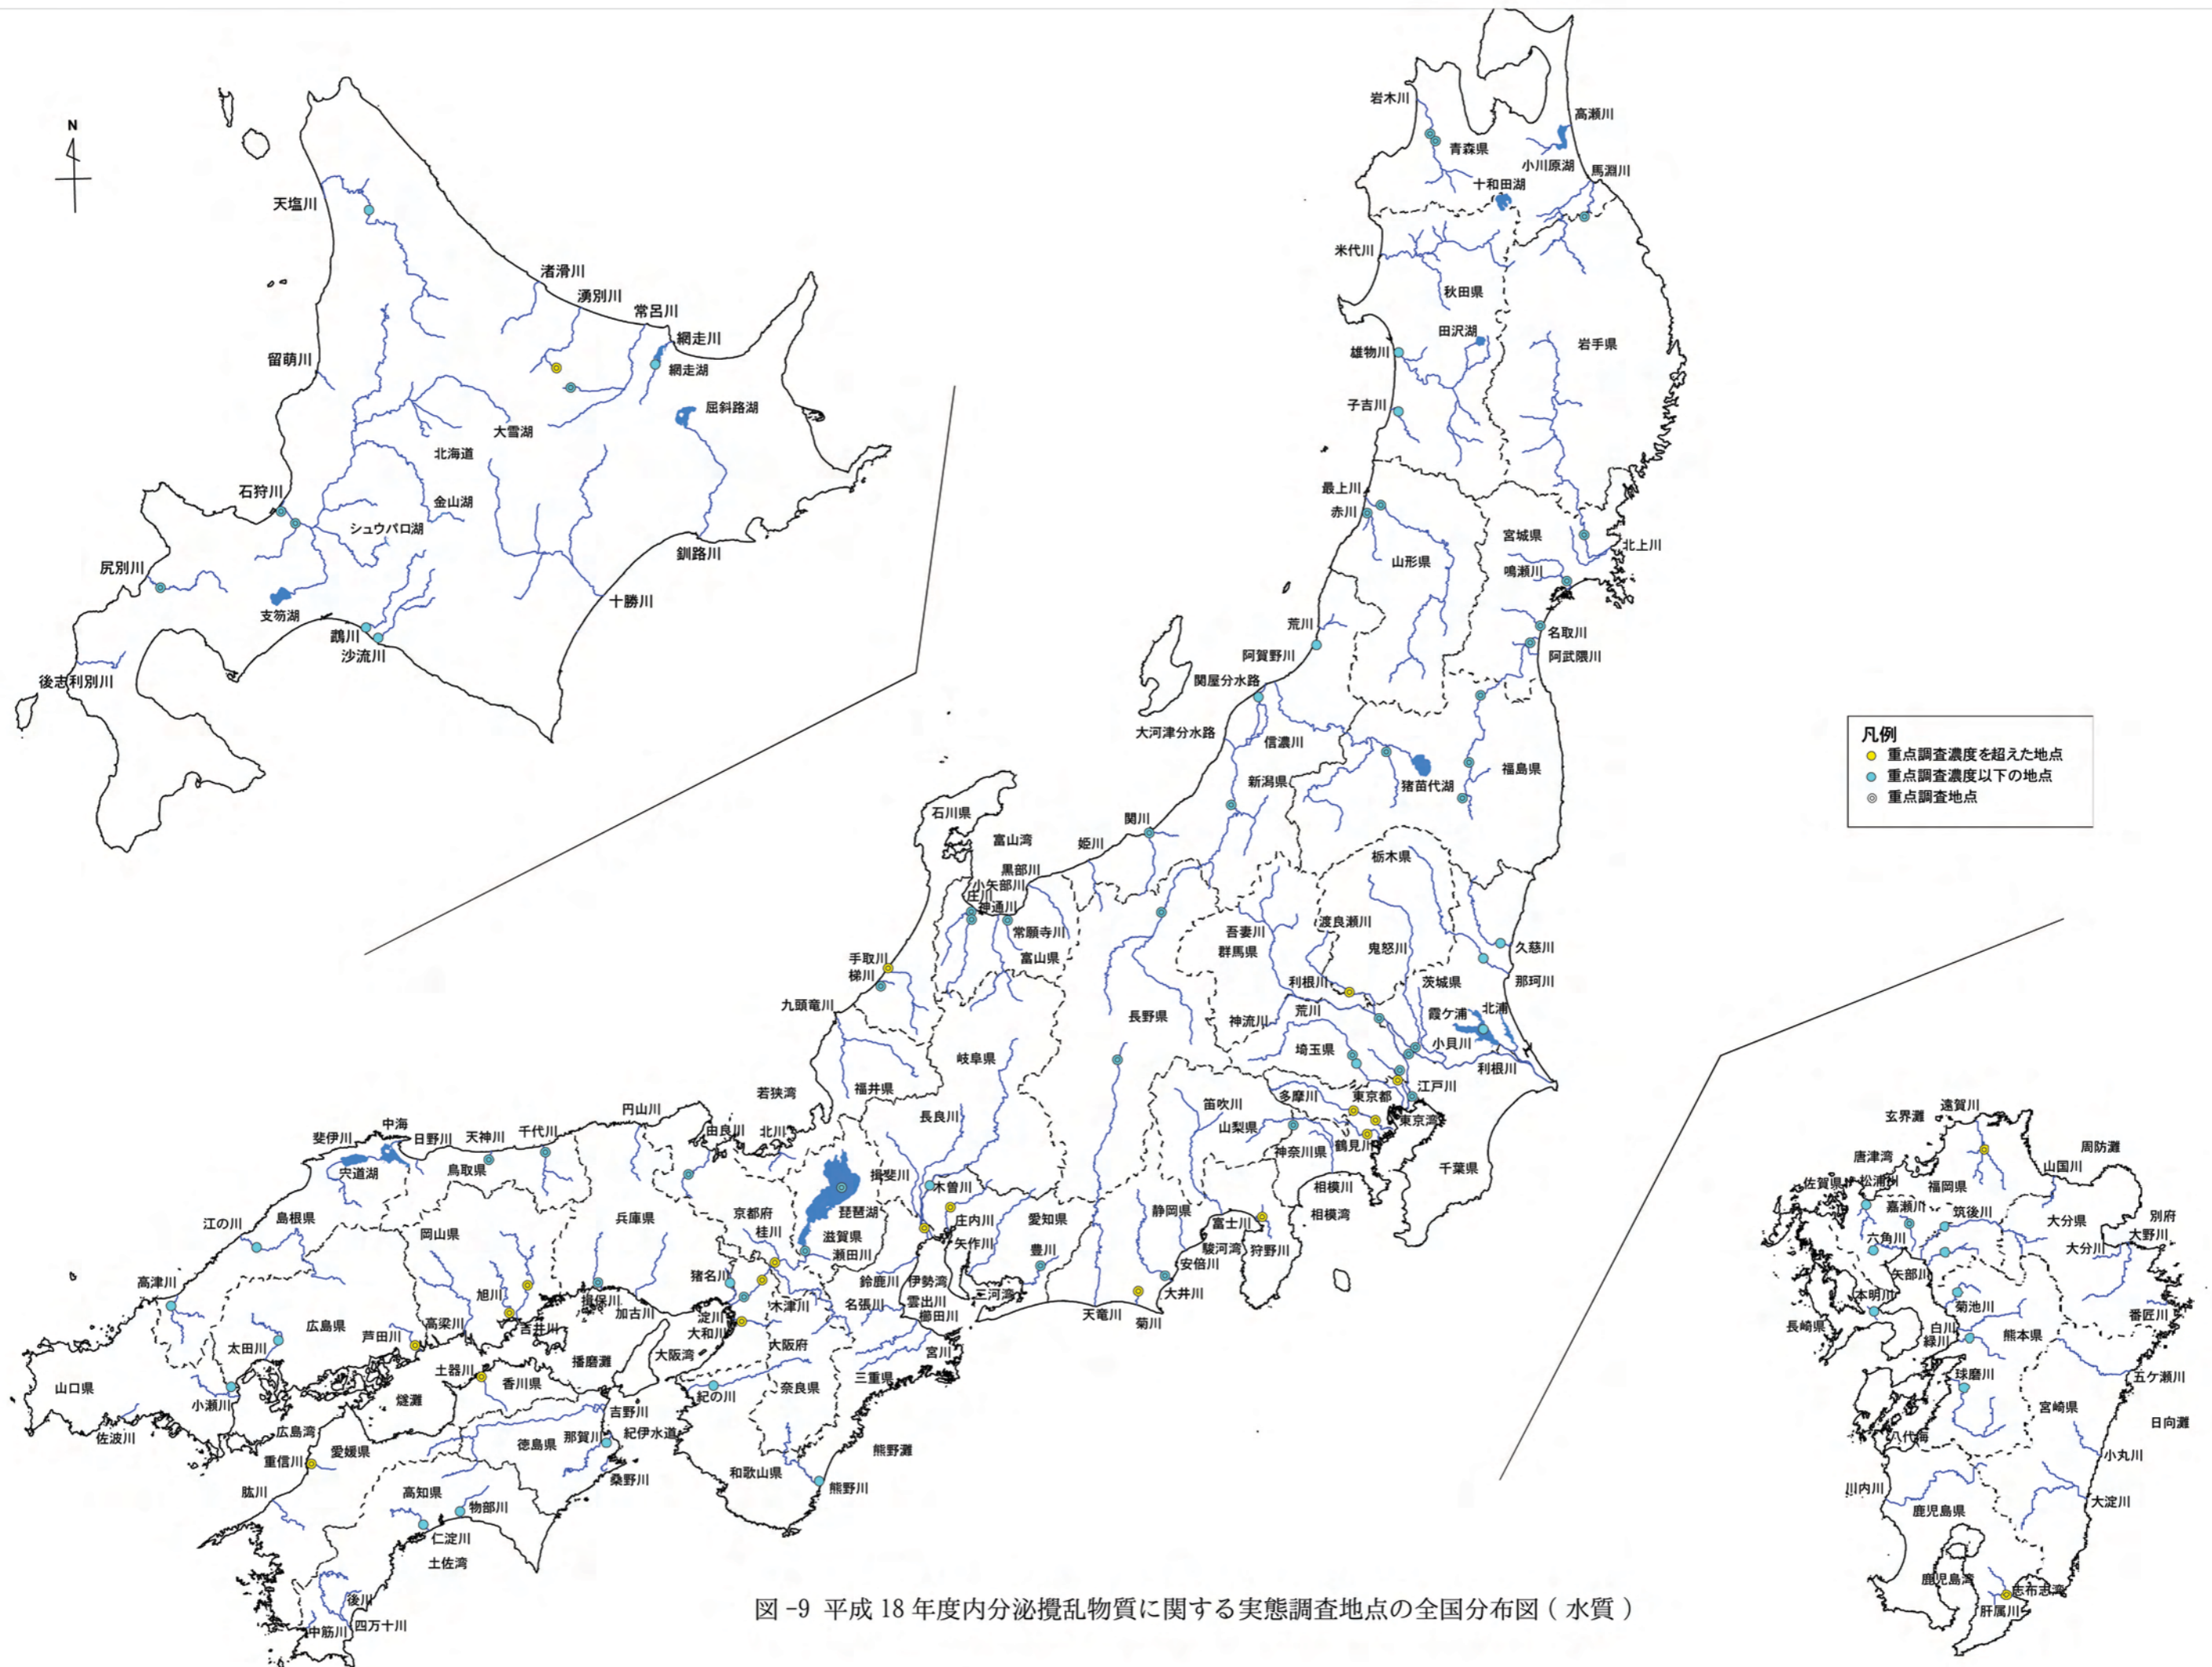 N
天塩川
渚滑川
湧別川
常呂川
網走川
網走湖
留萌川
屈斜路湖
大雪湖
北海道
石狩川
金山湖
シュウパロ湖
釧路川
尻別川
十勝川
支笏湖
鵡川
沙流川
後志利別川
岩木川
高瀬川
青森県
小川原湖
馬淵川
十和田湖
米代川
秋田県
田沢湖
岩手県
雄物川
子吉川
最上川
赤川
宮城県
北上川
山形県
鳴瀬川
荒川
名取川
阿賀野川
阿武隈川
関屋分水路
大河津分水路
信濃川
新潟県
福島県
猪苗代湖
凡例
重点調査濃度を超えた地点
重点調査濃度以下の地点
重点調査地点
石川県
富山湾
関川
姫川
黒部川
小矢部川
庄川
神通川
常願寺川
富山県
栃木県
渡良瀬川
吾妻川
群馬県
鬼怒川
久慈川
那珂川
手取川
梯川
九頭竜川
利根川
茨城県
荒川
霞ケ浦
北浦
長野県
神流川
小貝川
埼玉県
利根川
岐阜県
福井県
若狭湾
江戸川
多摩川
東京都
東京湾
笛吹川
山梨県
鶴見川
神奈川県
千葉県
長良川
円山川
由良川
北川
中海
斐伊川
日野川
天神川
千代川
宍道湖
鳥取県
揖斐川
木曽川
相模川
相模湾
琵琶湖
京都府
桂川
滋賀県
瀬田川
庄内川
矢作川
愛知県
豊川
静岡県
富士川
駿河湾
狩野川
安倍川
江の川
島根県
岡山県
兵庫県
猪名川
鈴鹿川
伊勢湾
三河湾
大井川
高津川
旭川
揖保川
加古川
木津川
名張川
雲出川
櫛田川
天竜川
菊川
広島県
芦田川
高梁川
吉井川
淀川
大和川
大阪府
大阪湾
太田川
播磨灘
宮川
山口県
土器川
香川県
紀の川
奈良県
三重県
小瀬川
燧灘
吉野川
佐波川
広島湾
紀伊水道
那賀川
徳島県
愛媛県
重信川
熊野灘
和歌山県
桑野川
肱川
高知県
物部川
熊野川
仁淀川
土佐湾
後川
中筋川
四万十川
玄界灘
遠賀川
周防灘
唐津湾
山国川
佐賀県
松浦川
福岡県
嘉瀬川
筑後川
大分県
別府
大野川
大分川
六角川
矢部川
本明川
菊池川
番匠川
長崎県
白川
緑川
熊本県
球磨川
五ケ瀬川
宮崎県
日向灘
八代海
小丸川
川内川
鹿児島県
大淀川
鹿児島湾
志布志湾
肝属川
図-9 平成18年度内分泌攪乱物質に関する実態調査地点の全国分布図(水質)